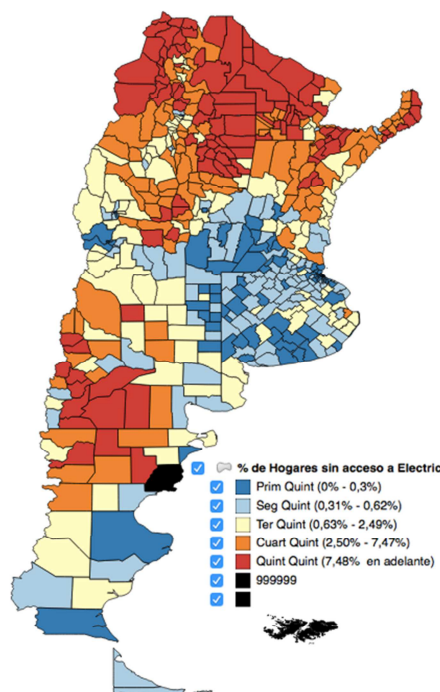 % de Hogares sin acceso a Electric
Prim Quint (0% - 0,3%)
Seg Quint (0,31% - 0,62%)
Ter Quint (0,63% - 2,49%)
Cuart Quint (2,50% - 7,47%)
Quint Quint (7,48% en adelante)
999999